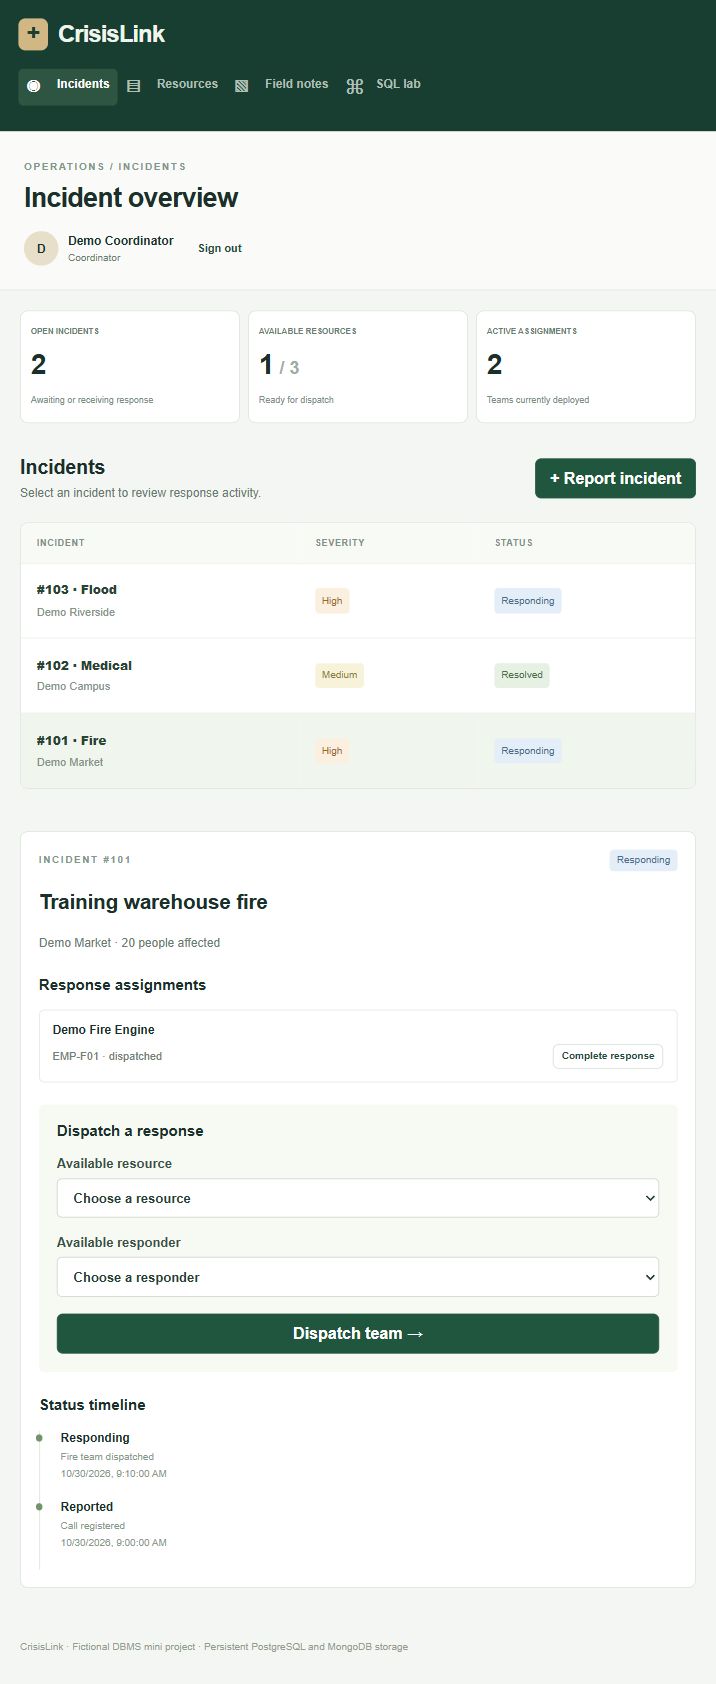 CrisisLink
Incidents Resources Field notes SQL lab
OPERATIONS / INCIDENTS
Incident overview
D
Demo Coordinator
Coordinator
Sign out
OPEN INCIDENTS
2
Awaiting or receiving response
AVAILABLE RESOURCES
1 / 3
Ready for dispatch
ACTIVE ASSIGNMENTS
2
Teams currently deployed
Incidents
Select an incident to review response activity.
+ Report incident
INCIDENT SEVERITY STATUS
#103 · Flood
Demo Riverside
High
Responding
#102 · Medical
Demo Campus
Medium
Resolved
#101 · Fire
Demo Market
High
Responding
INCIDENT #101
Responding
Training warehouse fire
Demo Market · 20 people affected
Response assignments
Demo Fire Engine
EMP-F01 · dispatched
Complete response
Dispatch a response
Available resource
Choose a resource
Available responder
Choose a responder
Dispatch team →
Status timeline
Responding
Fire team dispatched
10/30/2026, 9:10:00 AM
Reported
Call registered
10/30/2026, 9:00:00 AM
CrisisLink · Fictional DBMS mini project · Persistent PostgreSQL and MongoDB storage